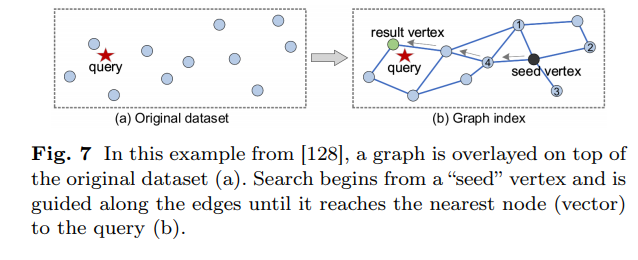 result vertex
1
2
query
query
4
seed vertex
3
(a) Original dataset
(b) Graph index
Fig. 7 In this example from [128], a graph is overlayed on top of
the original dataset (a). Search begins from a “seed” vertex and is
guided along the edges until it reaches the nearest node (vector)
to the query (b).